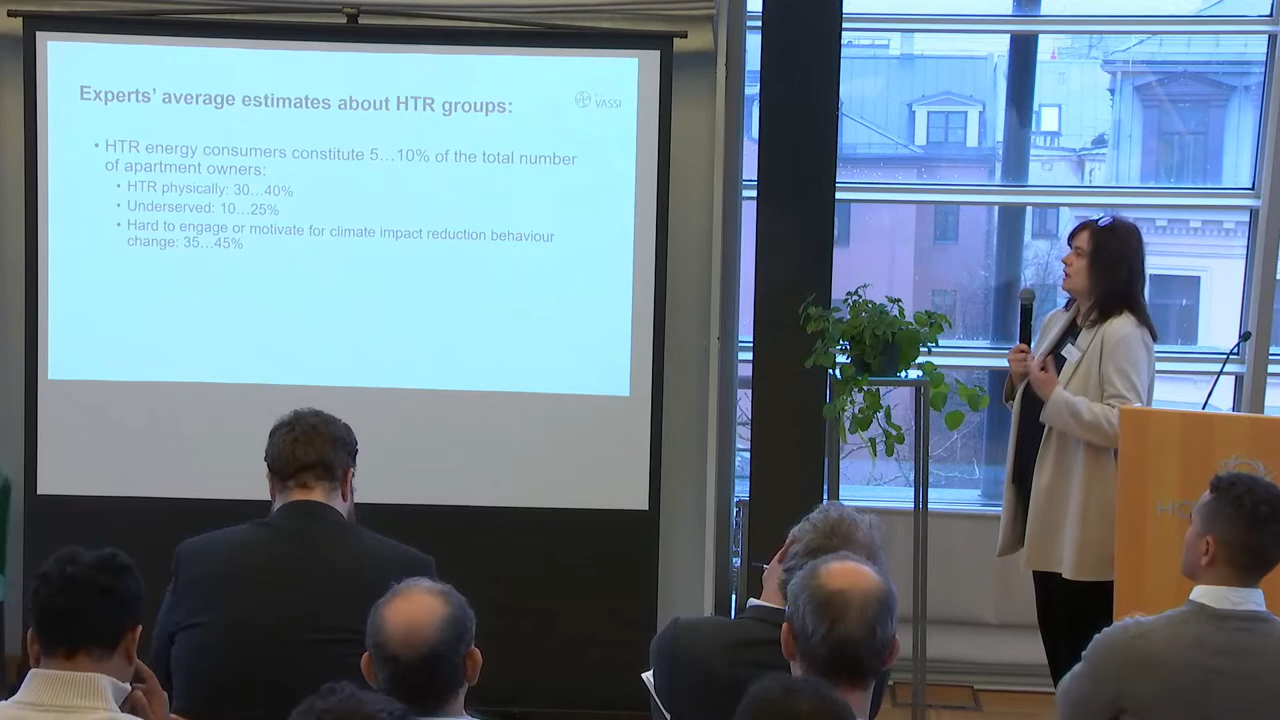 Experts' average estimates about HTR groups:
VASSI
• HTR energy consumers constitute 5…10% of the total number
of apartment owners:
• HTR physically: 30…40%
• Underserved: 10…25%
• Hard to engage or motivate for climate impact reduction behaviour
change: 35…45%